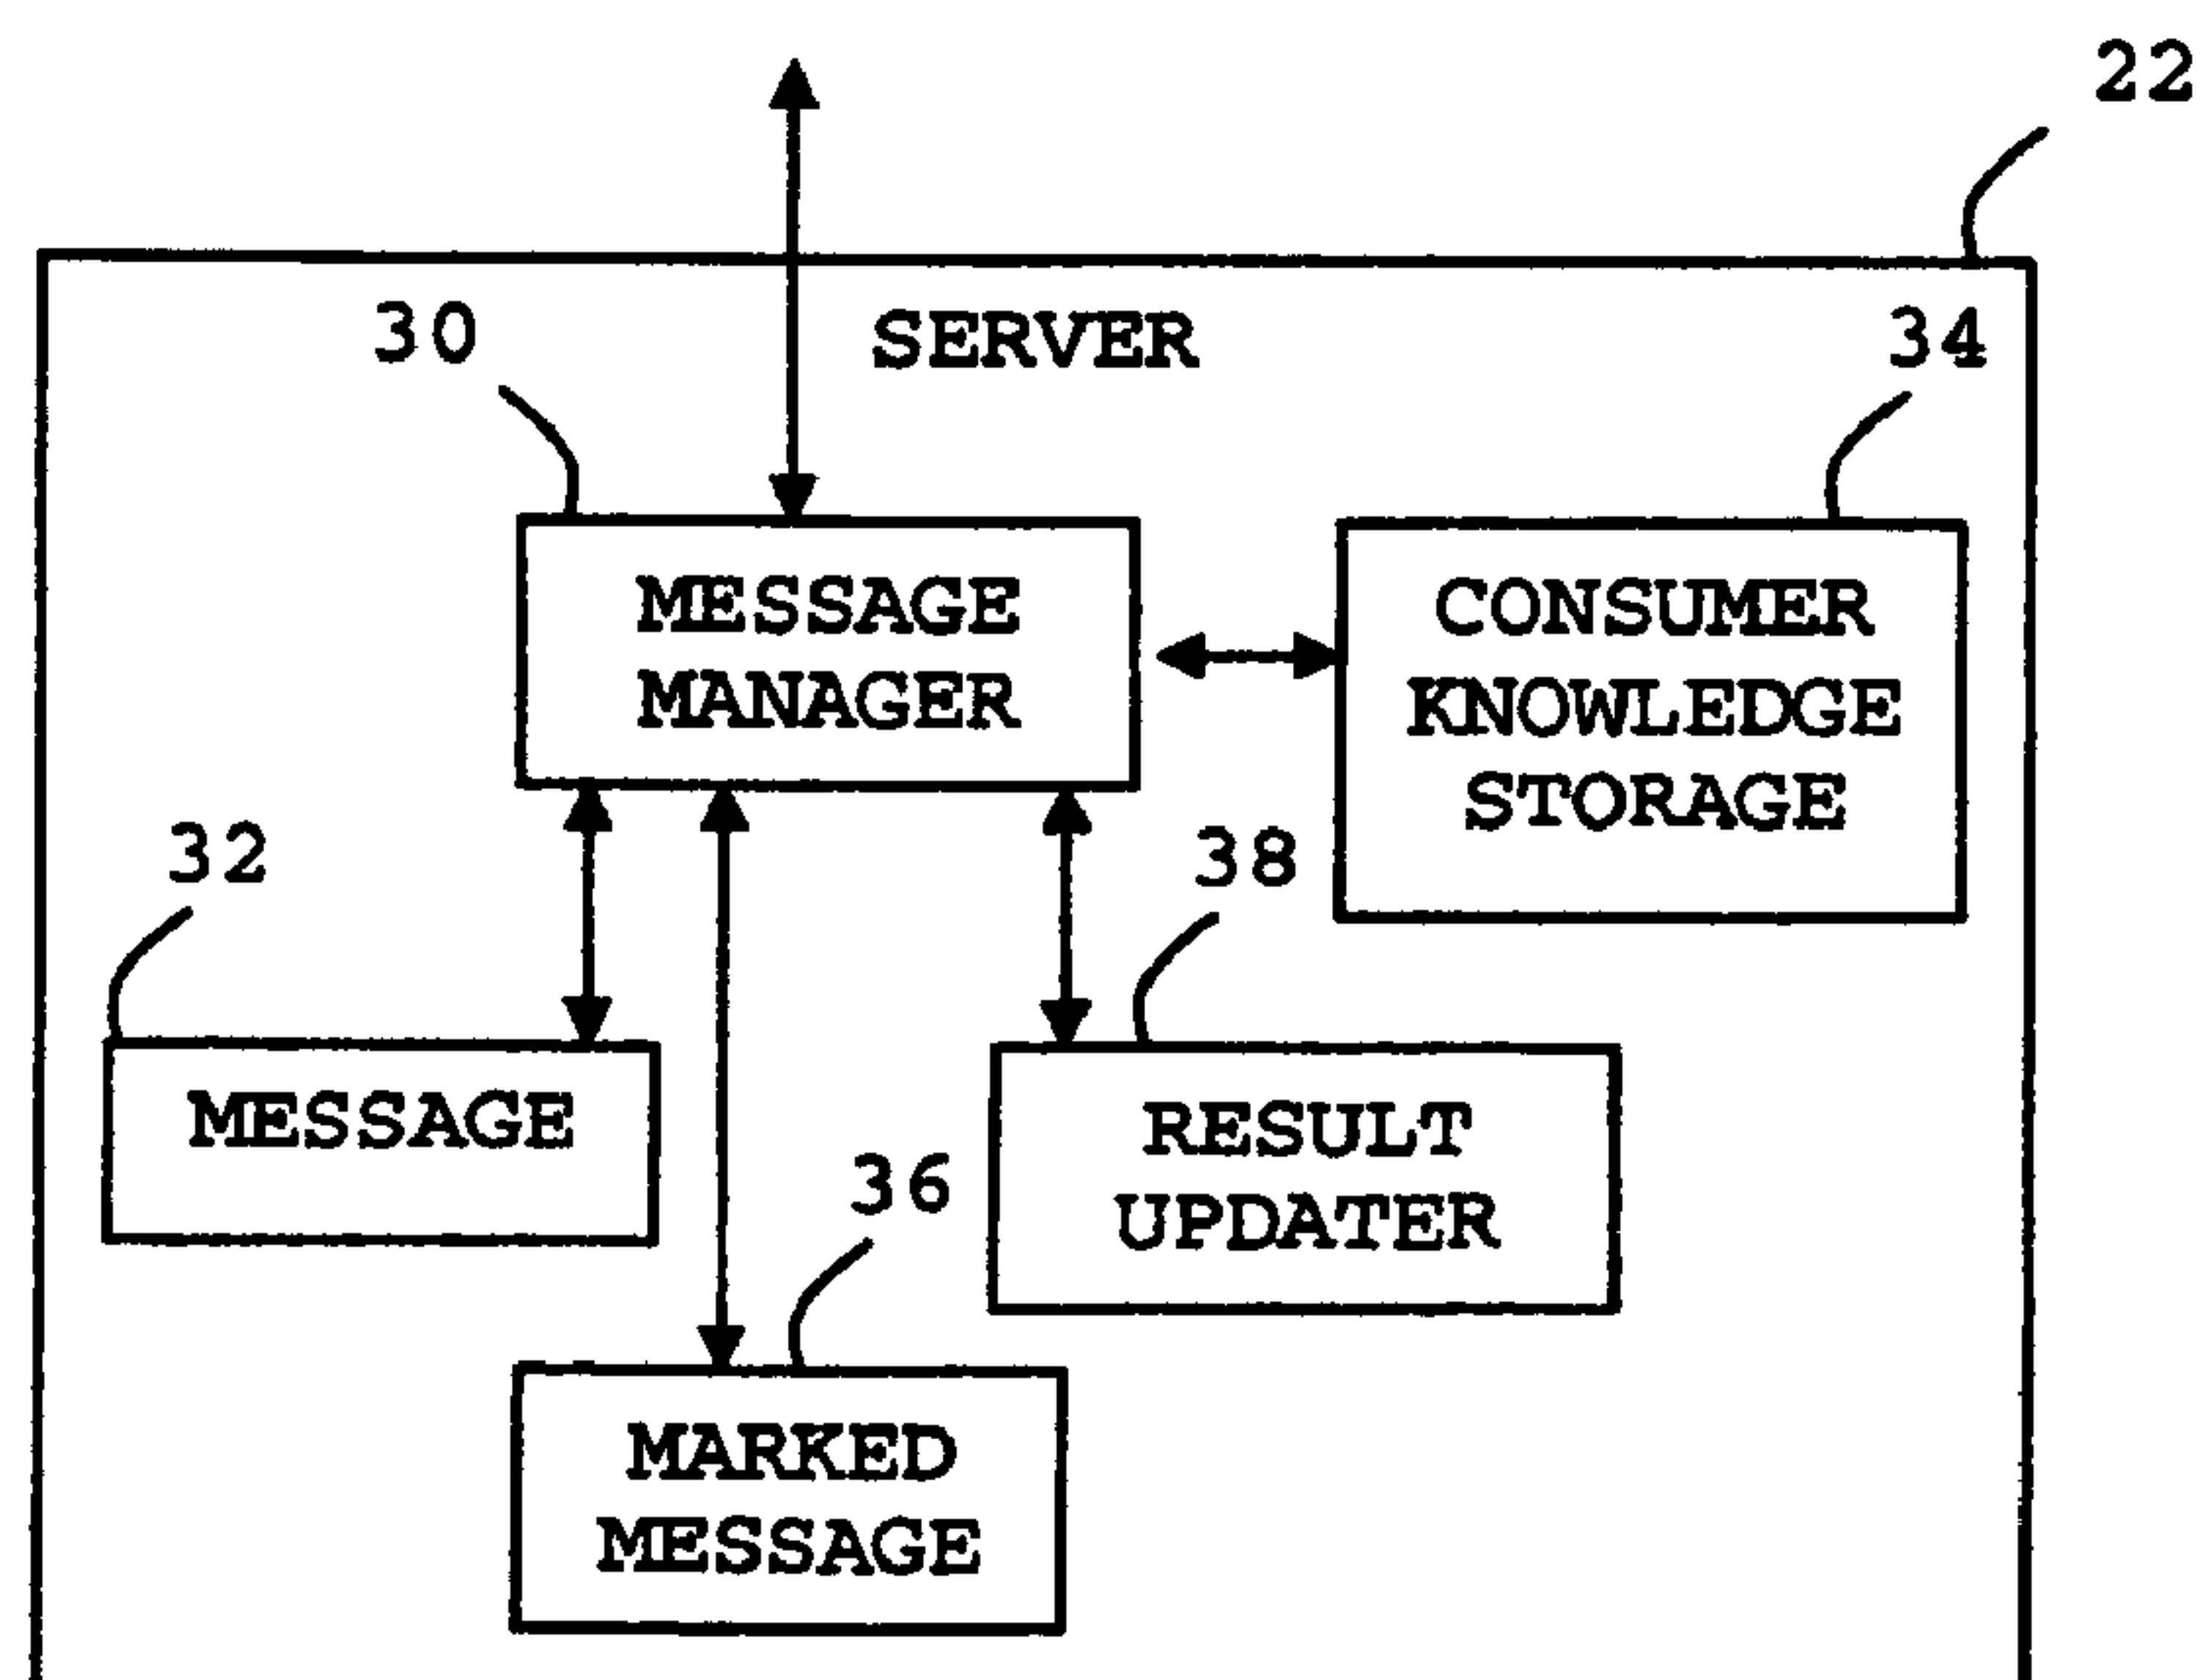 22
30
SERVER
34
MESSAGE
MANAGER
CONSUMER
KNOWLEDGE
STORAGE
32
38
MESSAGE
RESULT
UPDATER
36
MARKED
MESSAGE